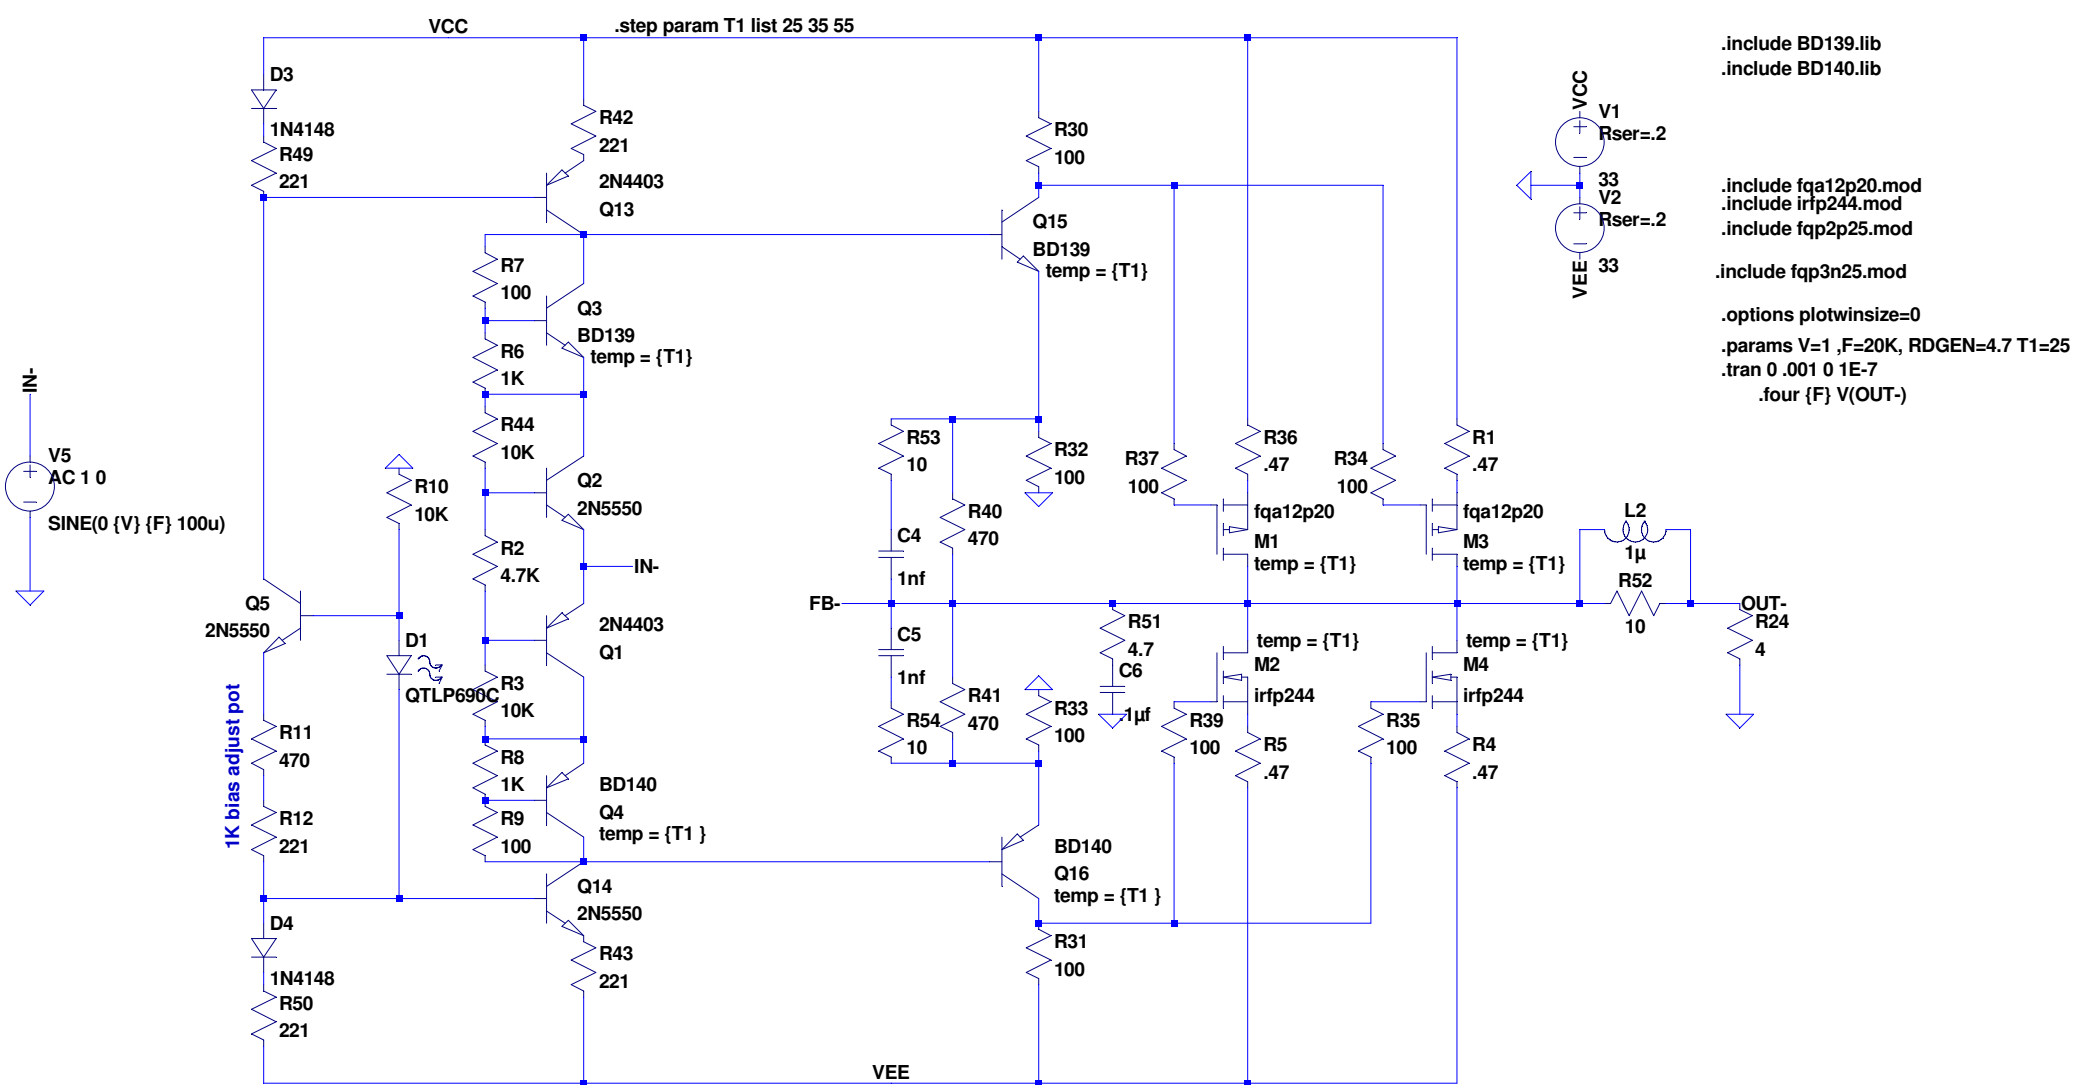 VCC
.step param T1 list 25 35 55
.include BD139.lib
.include BD140.lib
D3
1N4148
R49
221
R42
221
2N4403
Q13
R30
100
Q15
BD139
temp = {T1}
VCC
V1
Rser=.2
33
V2
Rser=.2
33
VEE
.include fqa12p20.mod
.include irfp244.mod
.include fqp2p25.mod
.include fqp3n25.mod
.options plotwinsize=0
.params V=1 ,F=20K, RDGEN=4.7 T1=25
.tran 0 .001 0 1E-7
.four {F} V(OUT-)
R7
100
Q3
BD139
temp = {T1}
R6
1K
R44
10K
Q2
2N5550
R2
4.7K
IN-
IN-
V5
AC 1 0
SINE(0 {V} {F} 100u)
R10
10K
Q5
2N5550
D1
QTLP690C
2N4403
Q1
R3
10K
R8
1K
BD140
Q4
temp = {T1 }
R9
100
1K bias adjust pot
R11
470
R12
221
Q14
2N5550
D4
1N4148
R50
221
R43
221
VEE
R53
10
C4
1nf
R40
470
R32
100
FB-
C5
1nf
R54
10
R41
470
R33
100
R51
4.7
C6
.1µf
BD140
Q16
temp = {T1 }
R31
100
R37
100
R36
.47
fqa12p20
M1
temp = {T1}
R34
100
R1
.47
fqa12p20
M3
temp = {T1}
L2
1µ
R52
10
OUT-
R24
4
temp = {T1}
M2
irfp244
R39
100
R5
.47
temp = {T1}
M4
irfp244
R35
100
R4
.47